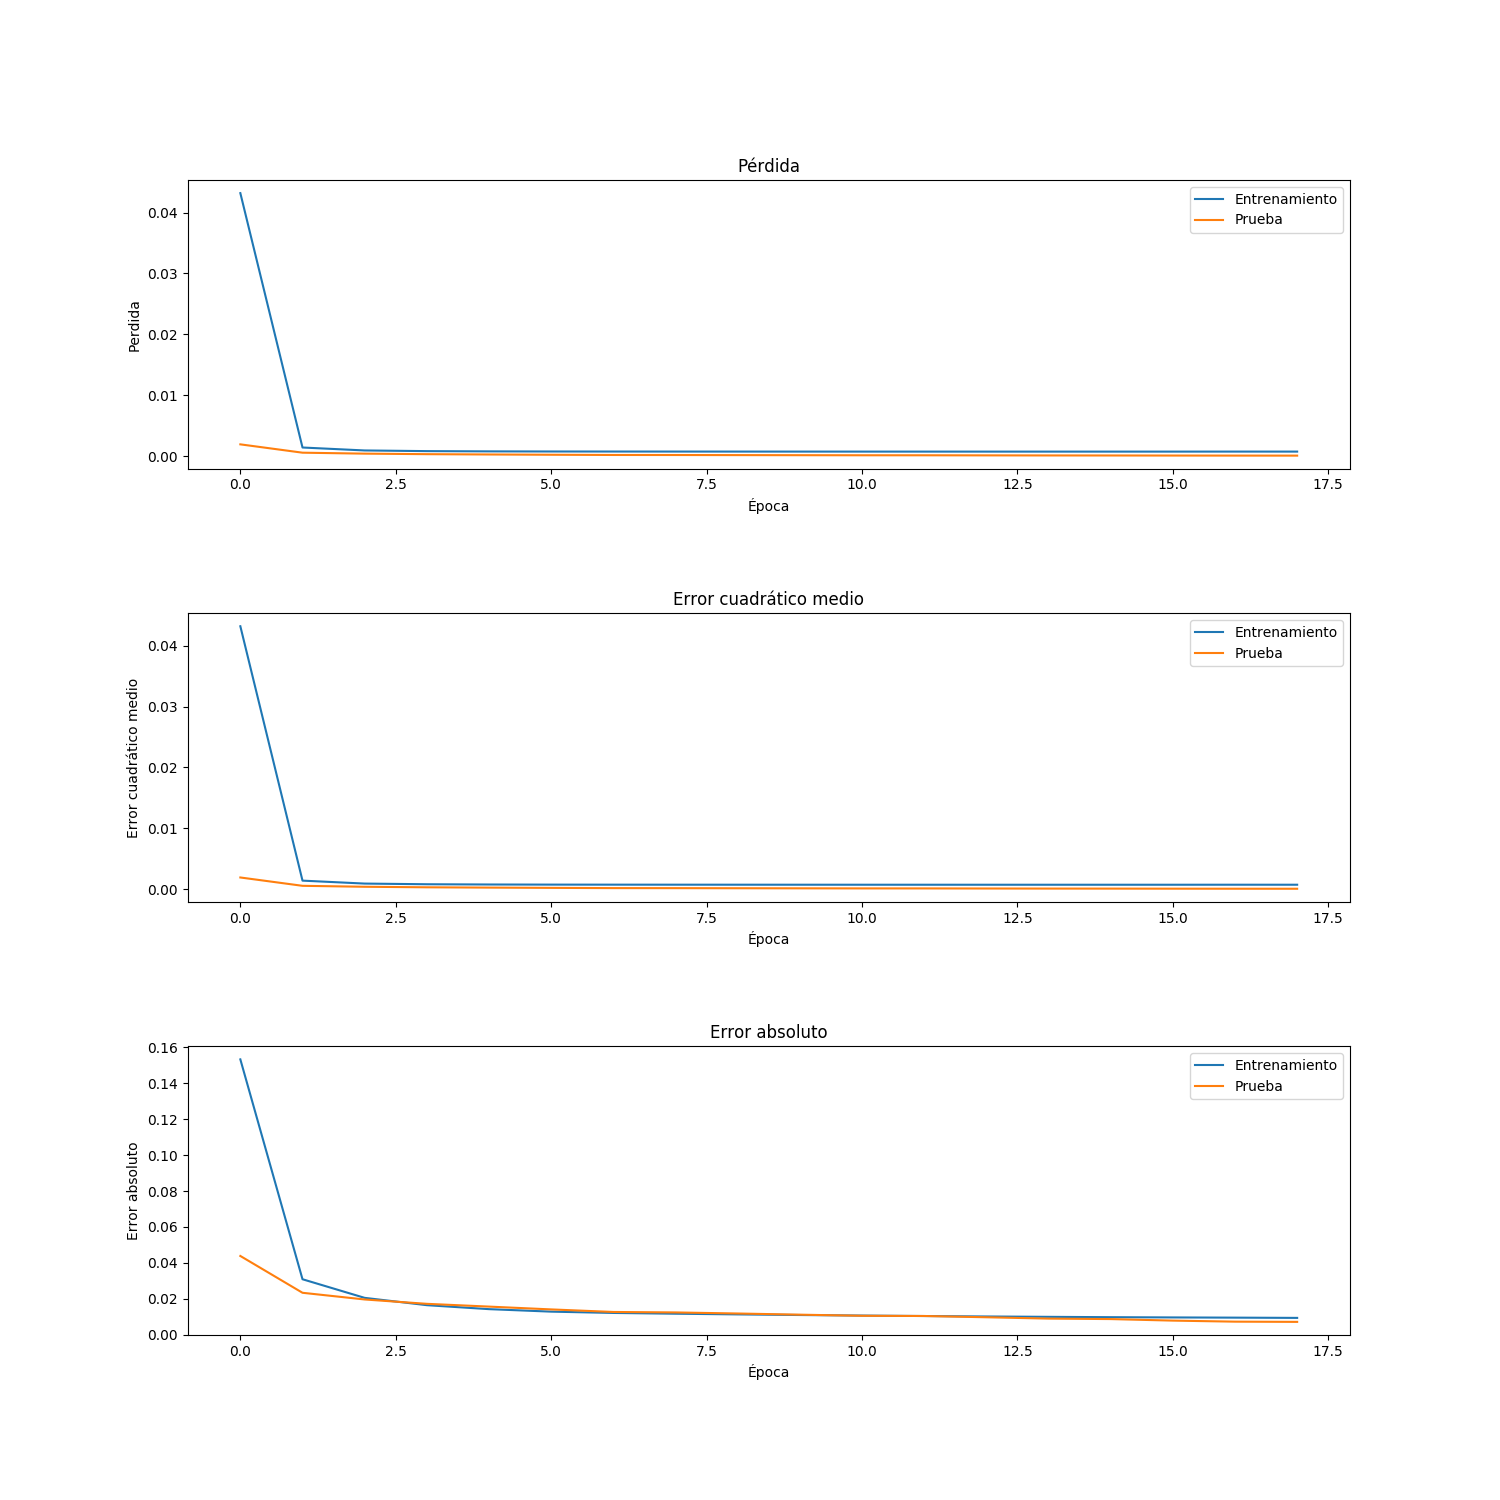 Pérdida
Entrenamiento
Prueba
0.04
0.03
0.02
0.01
0.00
Perdida
0.0 2.5 5.0 7.5 10.0 12.5 15.0 17.5
Época
Error cuadrático medio
Entrenamiento
Prueba
0.04
0.03
0.02
0.01
0.00
Error cuadrático medio
0.0 2.5 5.0 7.5 10.0 12.5 15.0 17.5
Época
Error absoluto
Entrenamiento
Prueba
0.16
0.14
0.12
0.10
0.08
0.06
0.04
0.02
0.00
Error absoluto
0.0 2.5 5.0 7.5 10.0 12.5 15.0 17.5
Época